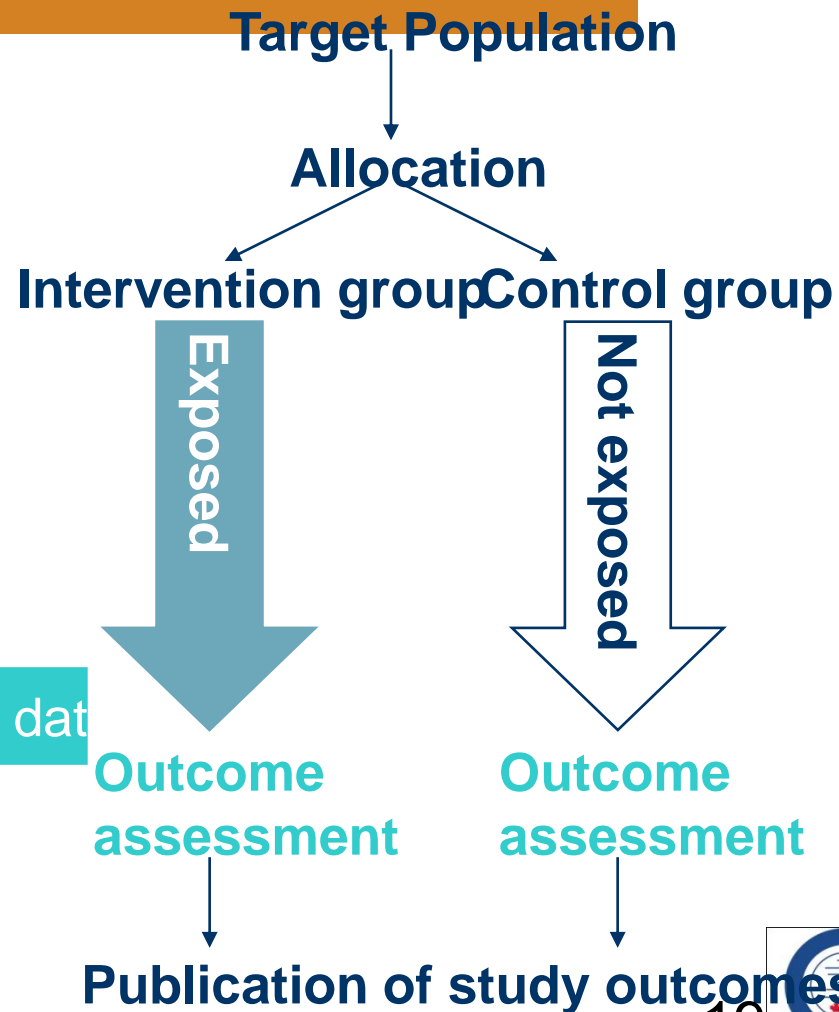 Target Population
Allocation
Intervention group
Control group
Exposed
Not exposed
dat
Outcome
assessment
Outcome
assessment
Publication of study outcomes